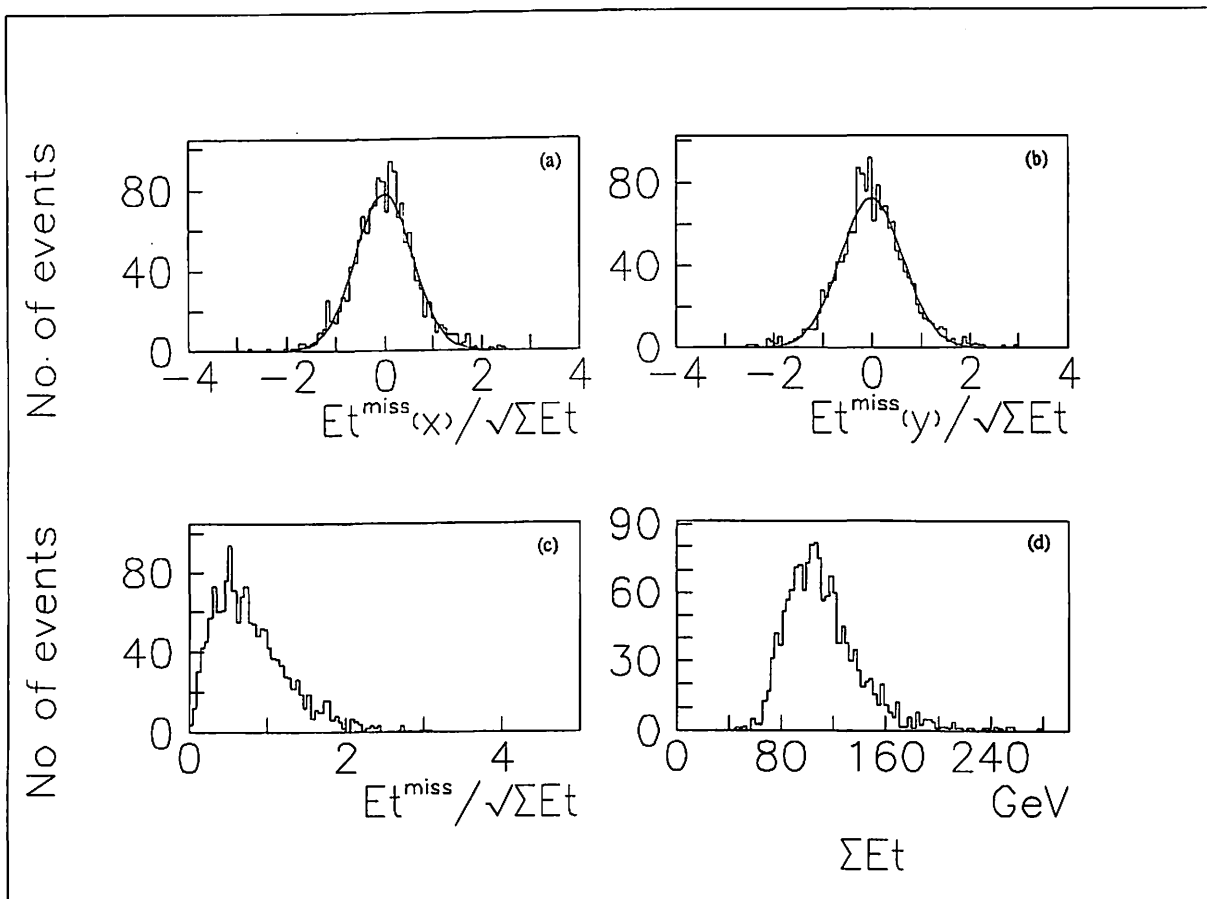 No. of events
(a)
80
40
0
−4 −2 0 2 4
Et^miss(x)/√ΣEt
(b)
80
40
0
−4 −2 0 2 4
Et^miss(y)/√ΣEt
No of events
(c)
80
40
0
0 2 4
Et^miss/√ΣEt
(d)
90
60
30
0
0 80 160 240
GeV
ΣEt